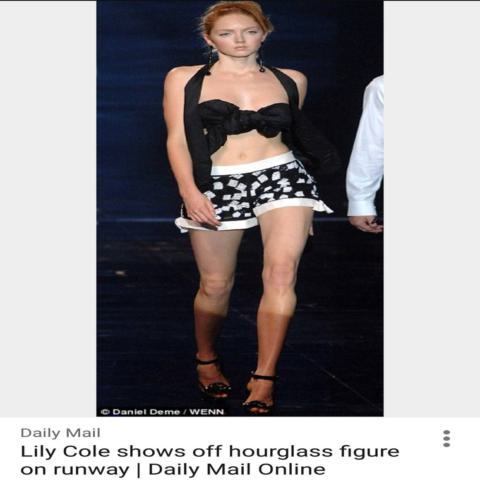 © Daniel Deme / WENN
Daily Mail
Lily Cole shows off hourglass figure
on runway | Daily Mail Online